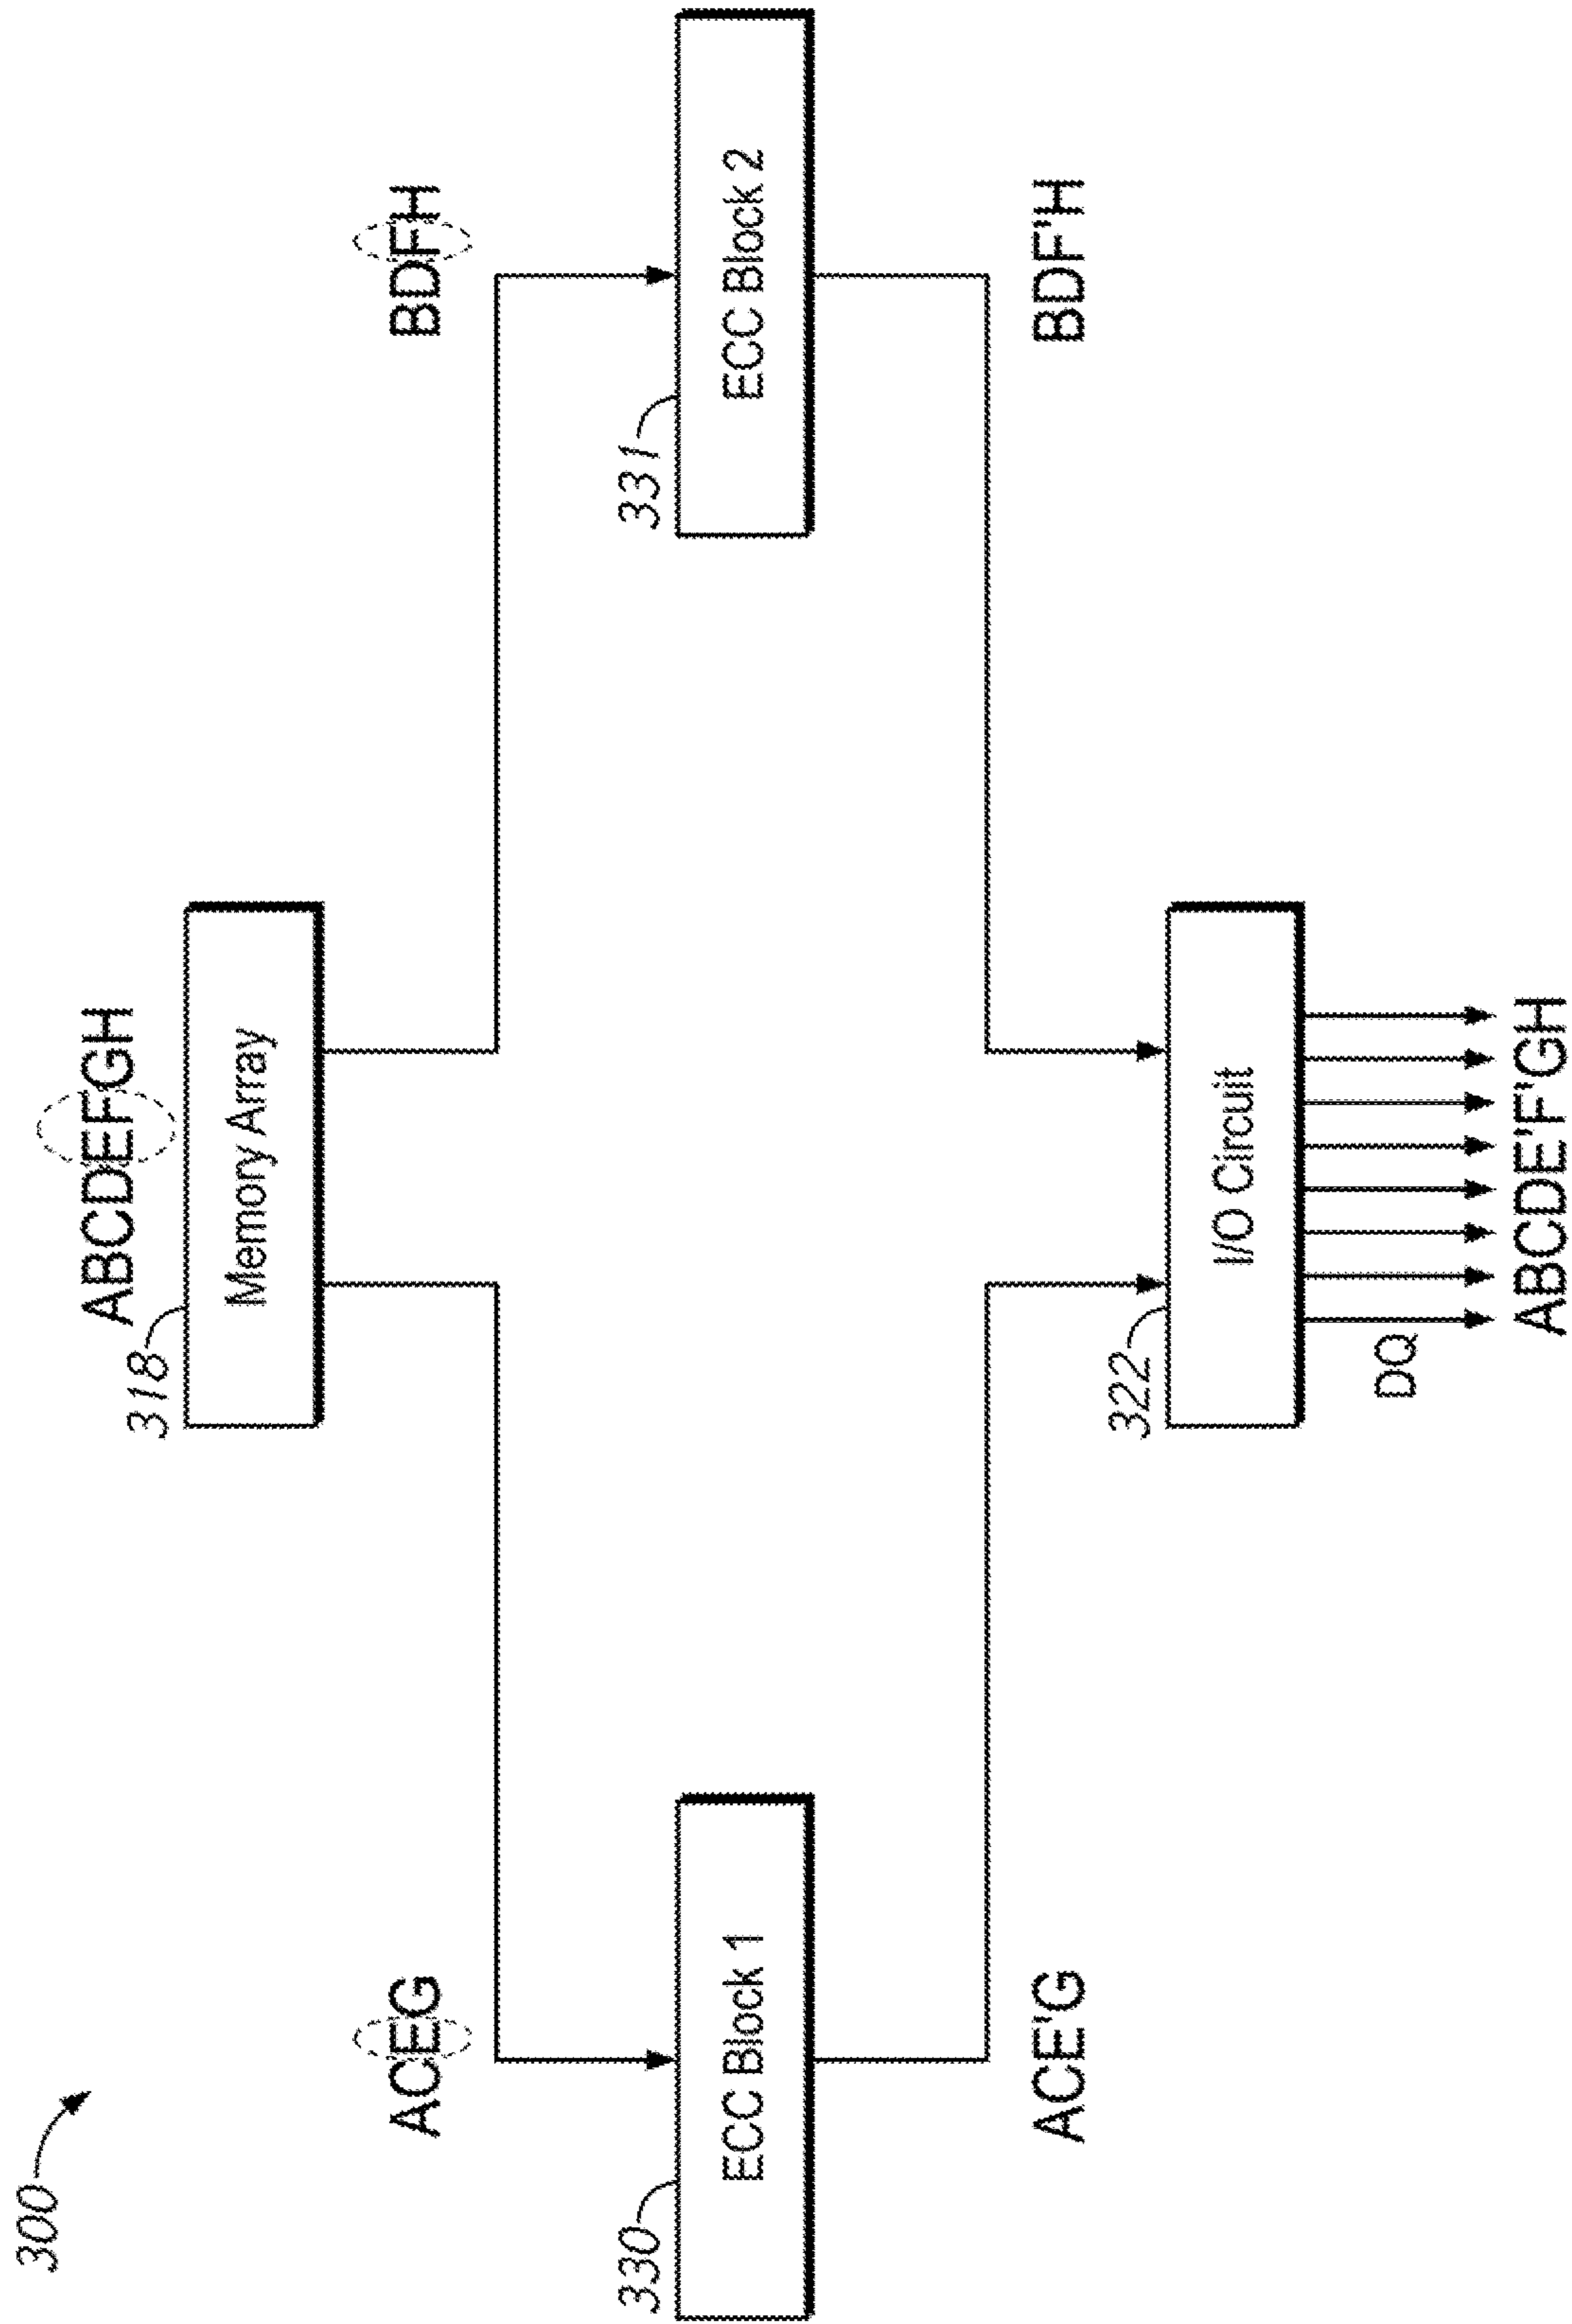 300
ABCDEFGH
318
Memory Array
ACEG
BDFH
330
ECC Block 1
331
ECC Block 2
ACE'G
BDF'H
322
I/O Circuit
DQ
ABCDE'F'GH